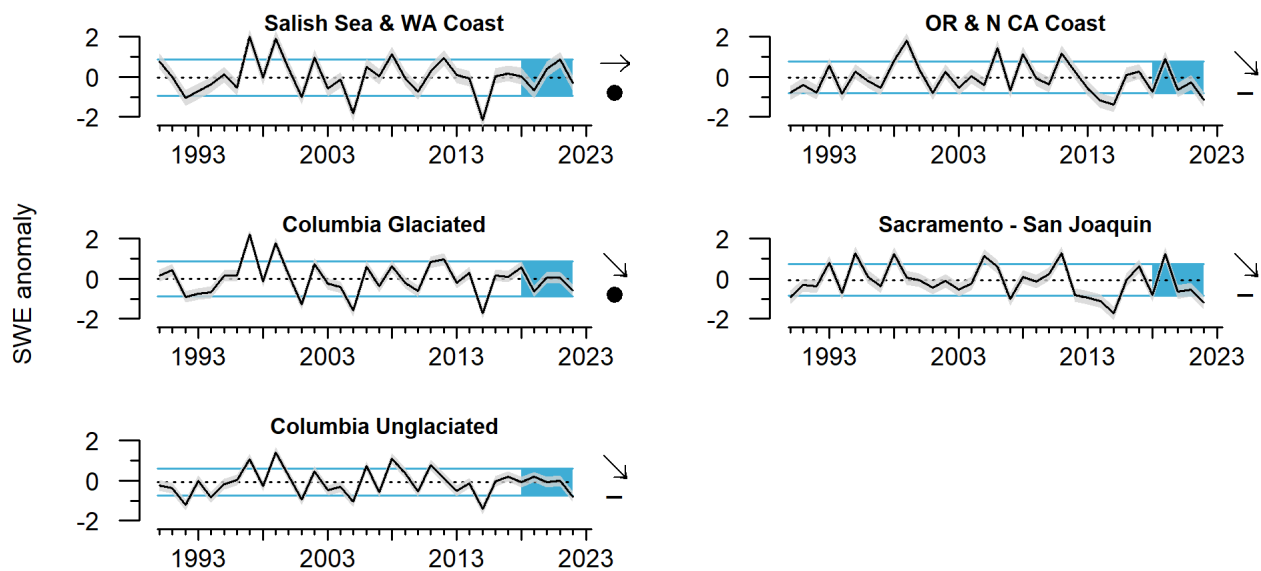 SWE anomaly
Salish Sea & WA Coast
2
0
-2
1993 2003 2013 2023
OR & N CA Coast
2
0
-2
1993 2003 2013 2023
Columbia Glaciated
2
0
-2
1993 2003 2013 2023
Sacramento - San Joaquin
2
0
-2
1993 2003 2013 2023
Columbia Unglaciated
2
0
-2
1993 2003 2013 2023